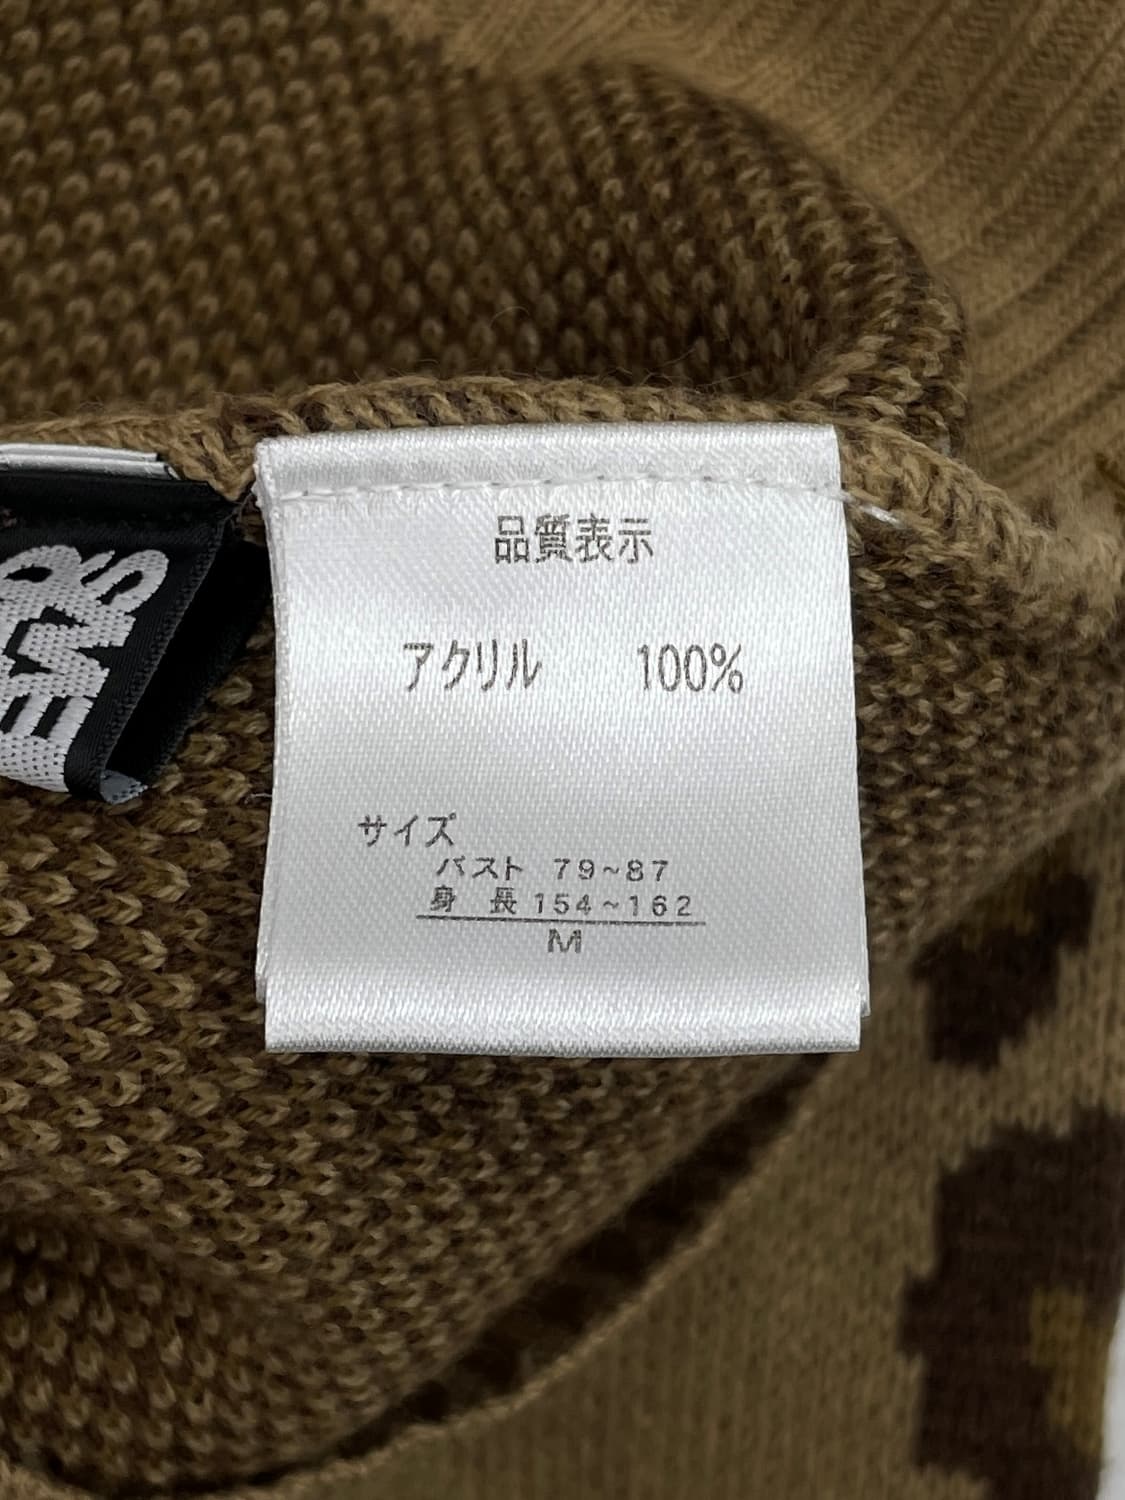 品質表示
アクリル 100%
サイズ
バスト 79~87
身長 154~162
M